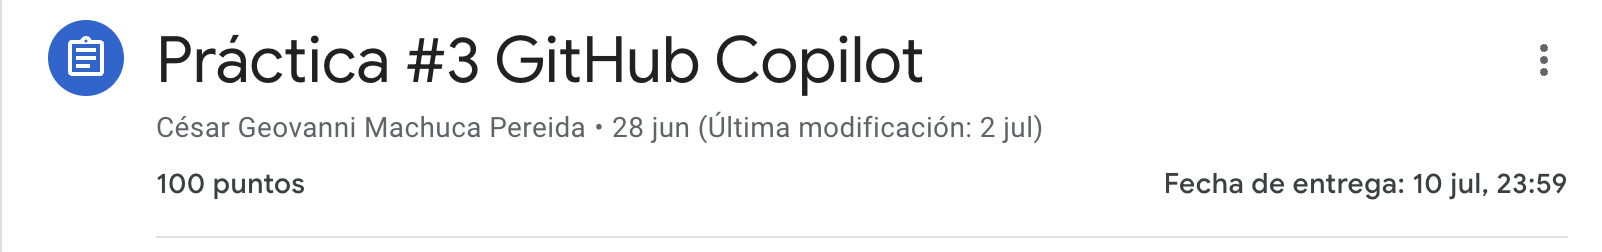 Práctica #3 GitHub Copilot
César Geovanni Machuca Pereida • 28 jun (Última modificación: 2 jul)
100 puntos
Fecha de entrega: 10 jul, 23:59